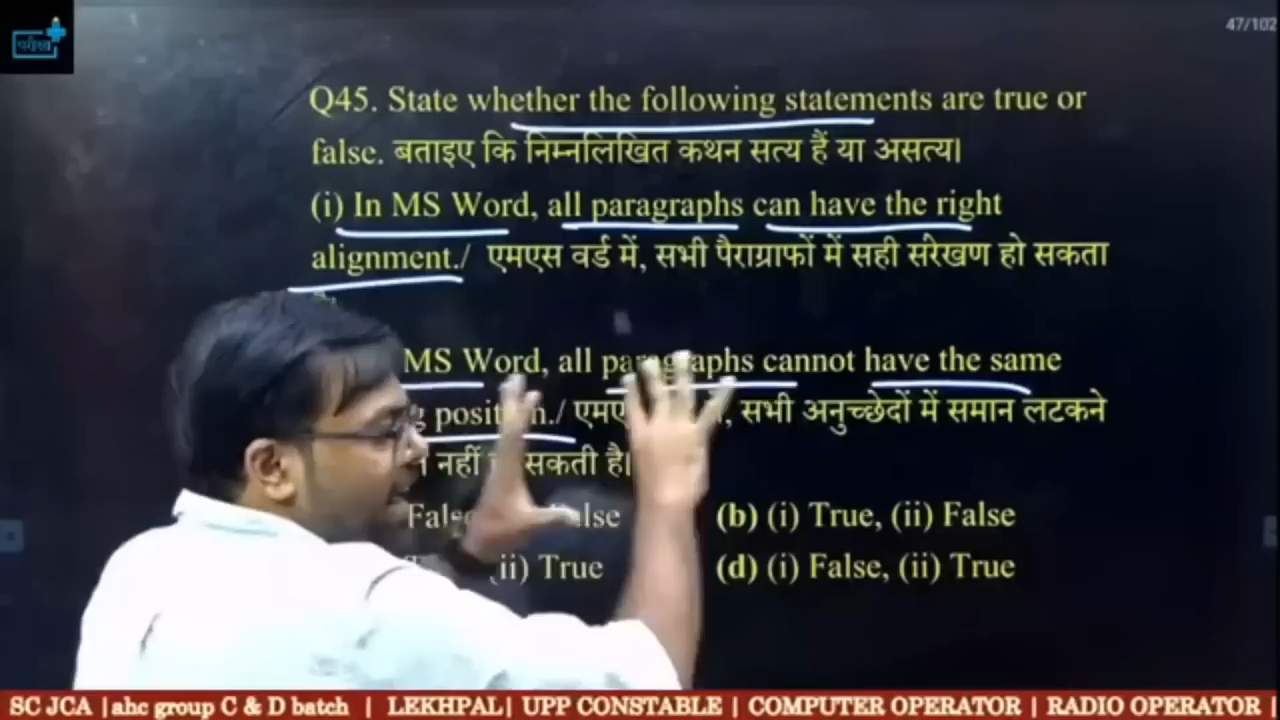 परीक्षा
47/102
Q45. State whether the following statements are true or
false. बताइए कि निम्नलिखित कथन सत्य हैं या असत्य।
(i) In MS Word, all paragraphs can have the right
alignment./ एमएस वर्ड में, सभी पैराग्राफों में सही संरेखण हो सकता
MS Word, all paragraphs cannot have the same
position./ सभी अनुच्छेदों में समान लटकने
नहीं सकती है।
(b) (i) True, (ii) False
(ii) True (d) (i) False, (ii) True
SC JCA | ahc group C & D batch | LEKHPAL | UPP CONSTABLE | COMPUTER OPERATOR | RADIO OPERATOR |